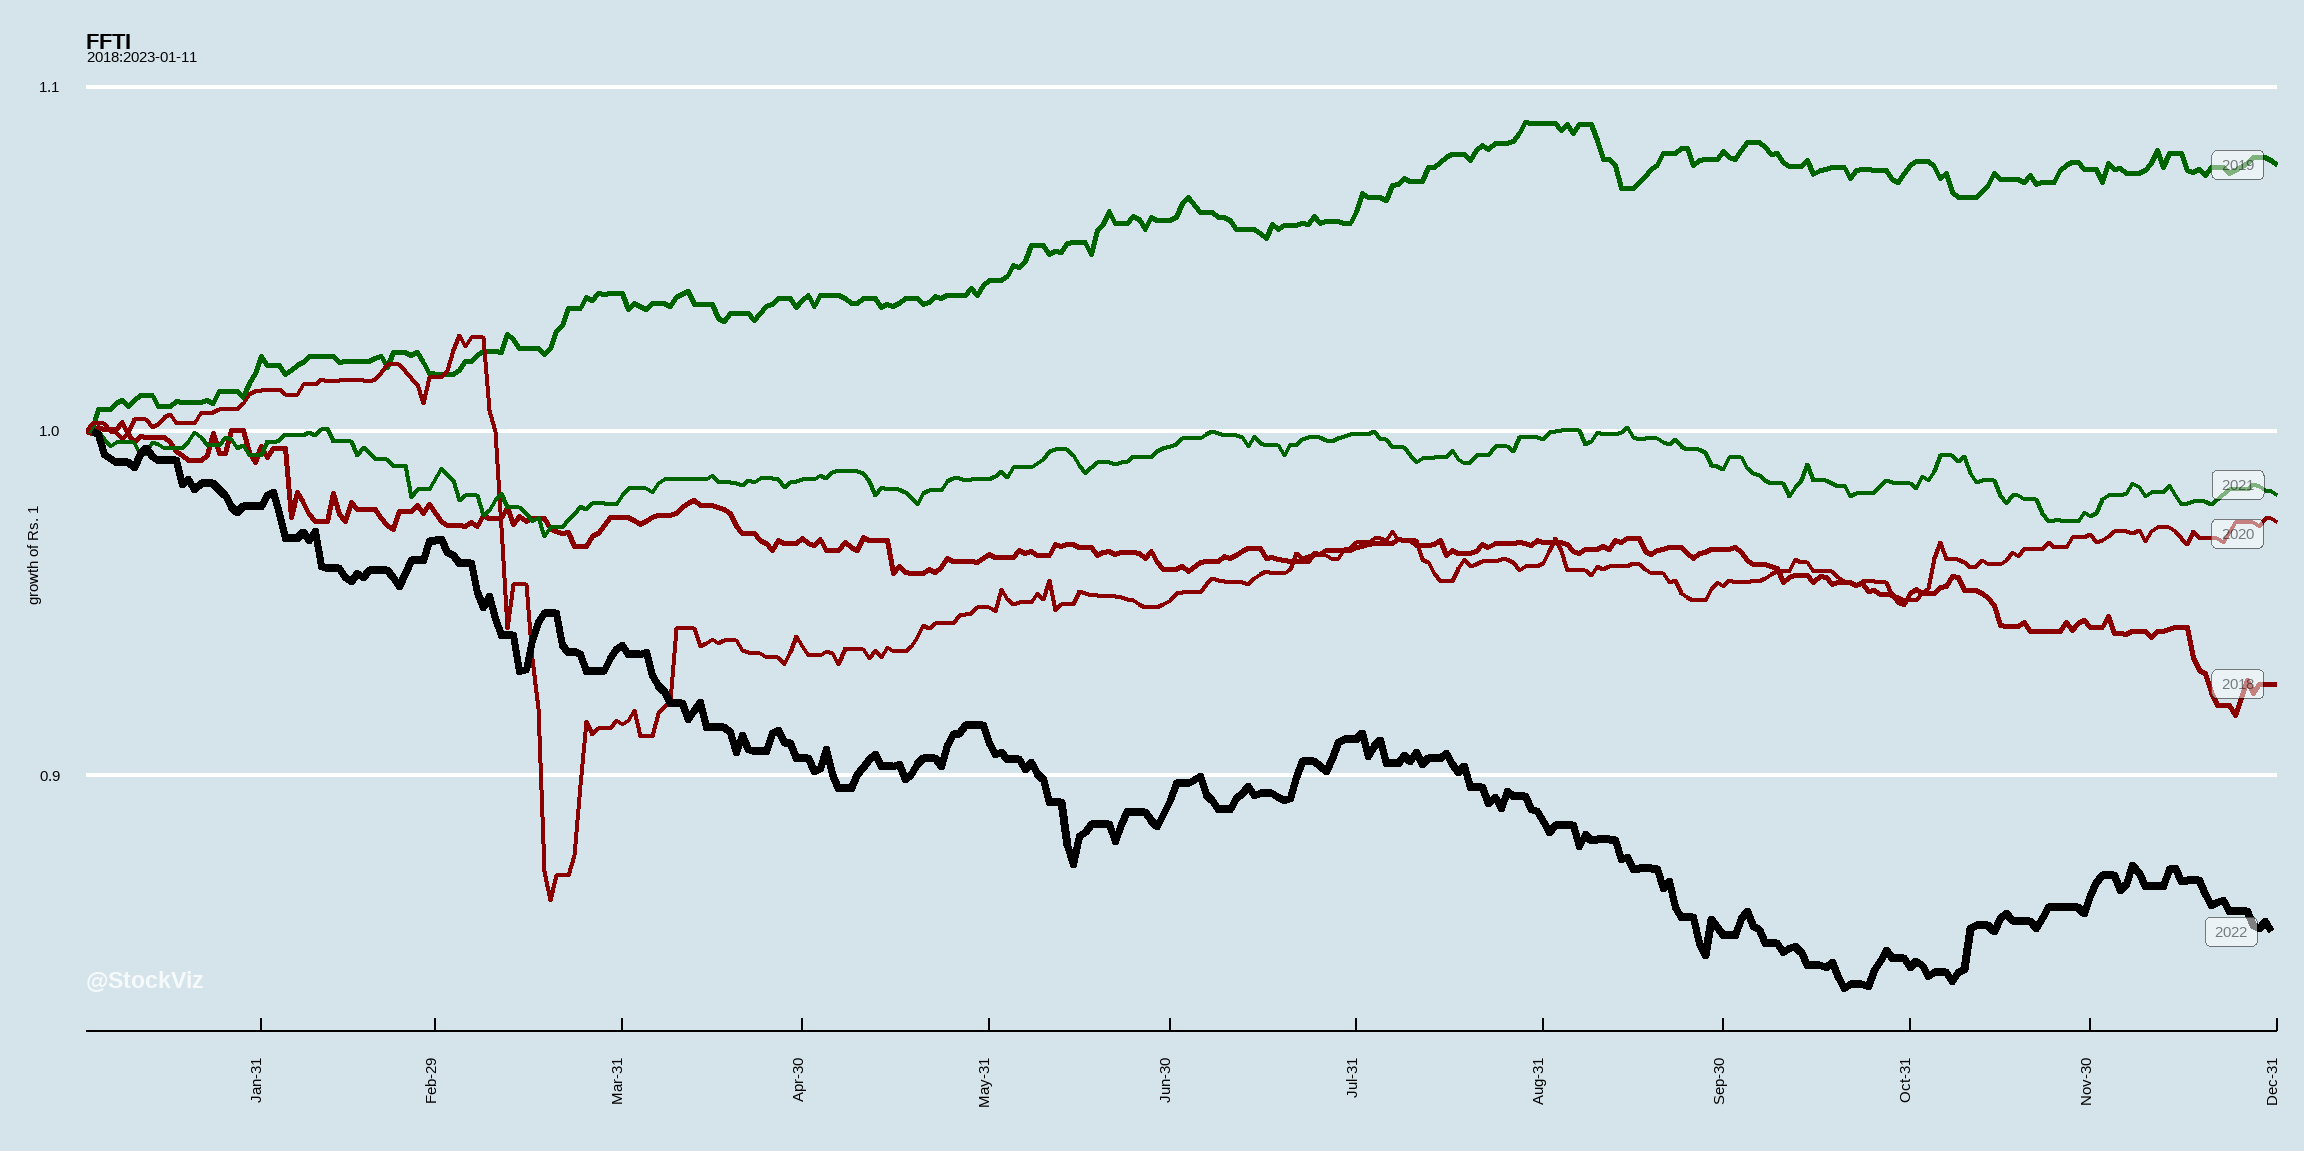 FFTI
2018:2023-01-11
1.1
1.0
0.9
growth of Rs. 1
2019
2021
2020
2018
2022
@StockViz
Jan-31
Feb-29
Mar-31
Apr-30
May-31
Jun-30
Jul-31
Aug-31
Sep-30
Oct-31
Nov-30
Dec-31